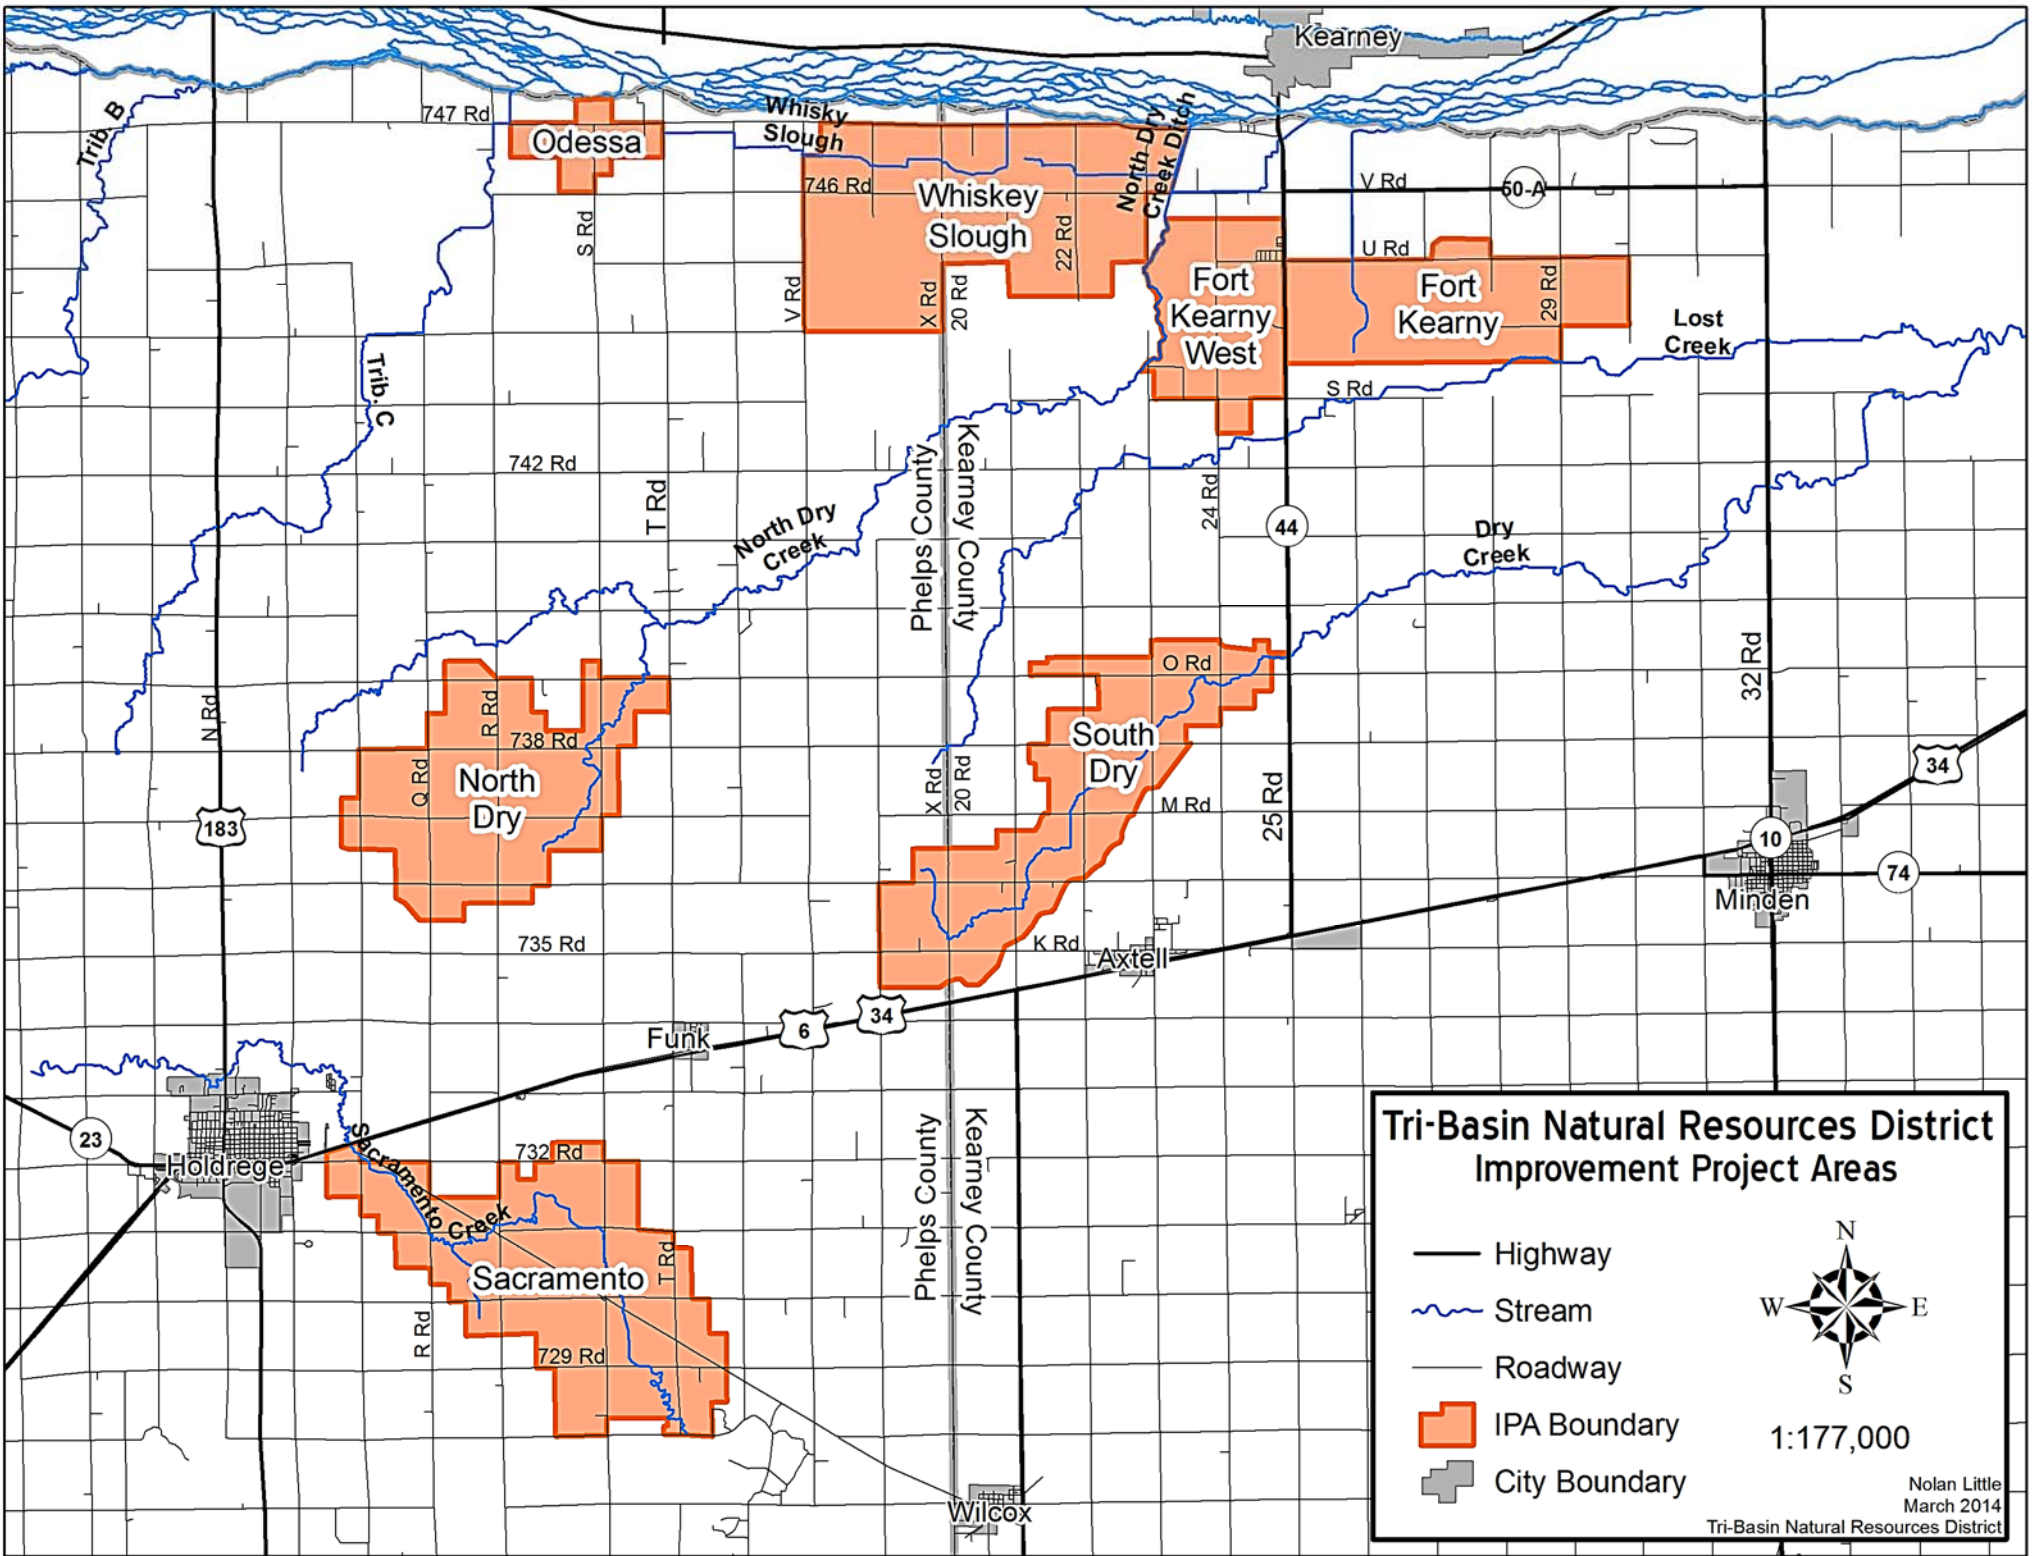 Kearney
Trib. B
747 Rd
Odessa
Whisky
Slough
North Dry
Creek Ditch
746 Rd
Whiskey
Slough
V Rd
50-A
S Rd
22 Rd
U Rd
Fort
Kearny
West
Fort
Kearny
29 Rd
V Rd
X Rd
20 Rd
Lost
Creek
Trib. C
S Rd
742 Rd
T Rd
Phelps County
Kearney County
24 Rd
44
North Dry
Creek
Dry
Creek
N Rd
R Rd
738 Rd
Q Rd
North
Dry
O Rd
South
Dry
32 Rd
X Rd
20 Rd
M Rd
25 Rd
34
183
10
74
Minden
735 Rd
K Rd
Axtell
Funk
6
34
23
Holdrege
Sacramento Creek
732 Rd
Sacramento
T Rd
R Rd
729 Rd
Phelps County
Kearney County
Wilcox
Tri-Basin Natural Resources District
Improvement Project Areas
Highway
Stream
Roadway
IPA Boundary
City Boundary
N
W
E
S
1:177,000
Nolan Little
March 2014
Tri-Basin Natural Resources District